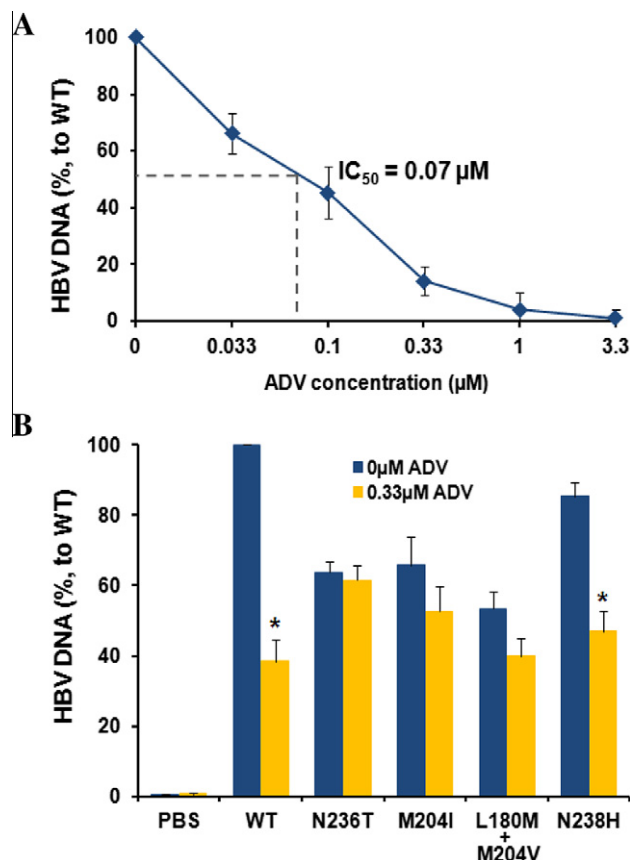 A
HBV DNA (%, to WT)
100
80
60
40
20
0
IC50 = 0.07 µM
0 0.033 0.1 0.33 1 3.3
ADV concentration (µM)
B
HBV DNA (%, to WT)
100
80
60
40
20
0
0µM ADV
0.33µM ADV
*
*
PBS WT N236T M204I L180M N238H
+
M204V